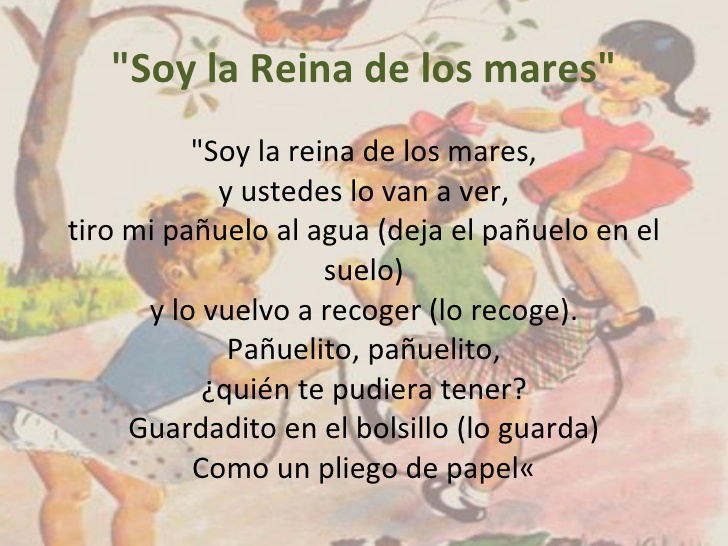 "Soy la Reina de los mares"
"Soy la reina de los mares,
y ustedes lo van a ver,
tiro mi pañuelo al agua (deja el pañuelo en el
suelo)
y lo vuelvo a recoger (lo recoge).
Pañuelito, pañuelito,
¿quién te pudiera tener?
Guardadito en el bolsillo (lo guarda)
Como un pliego de papel«